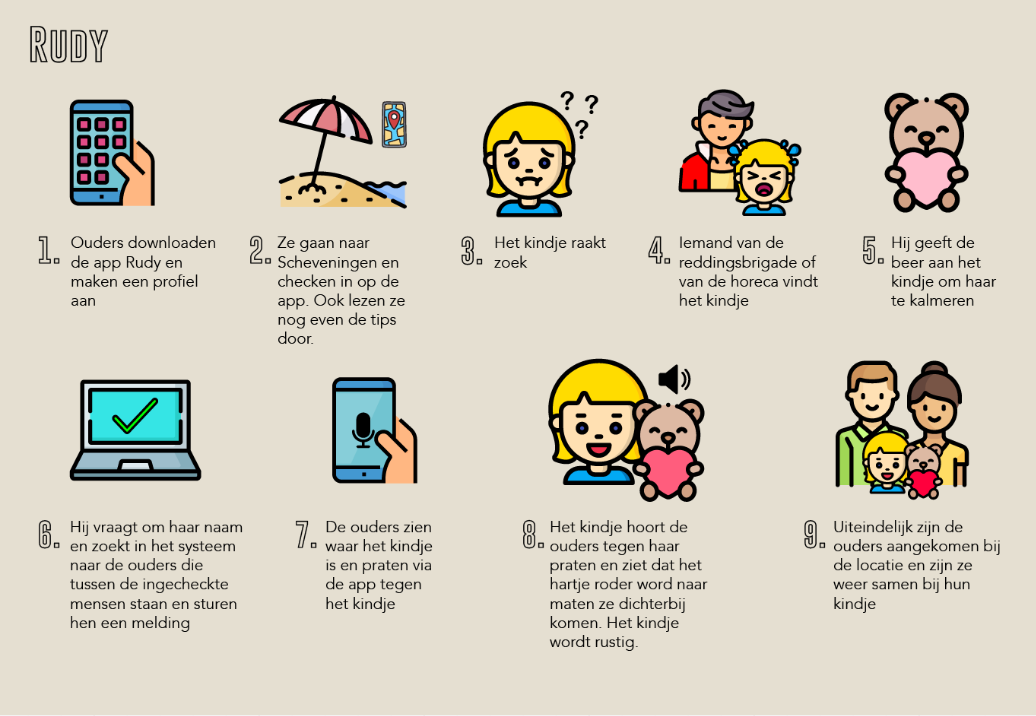 Rudy
???
1. Ouders downloaden
de app Rudy en
maken een profiel
aan
2. Ze gaan naar
Scheveningen en
checken in op de
app. Ook lezen ze
nog even de tips
door.
3. Het kindje raakt
zoek
4. Iemand van de
reddingsbrigade of
van de horeca vindt
het kindje
5. Hij geeft de
beer aan het
kindje om haar
te kalmeren
6. Hij vraagt om haar naam
en zoekt in het systeem
naar de ouders die
tussen de ingecheckte
mensen staan en sturen
hen een melding
7. De ouders zien
waar het kindje
is en praten via
de app tegen
het kindje
8. Het kindje hoort de
ouders tegen haar
praten en ziet dat het
hartje roder word naar
maten ze dichterbij
komen. Het kindje
wordt rustig.
9. Uiteindelijk zijn de
ouders aangekomen bij
de locatie en zijn ze
weer samen bij hun
kindje